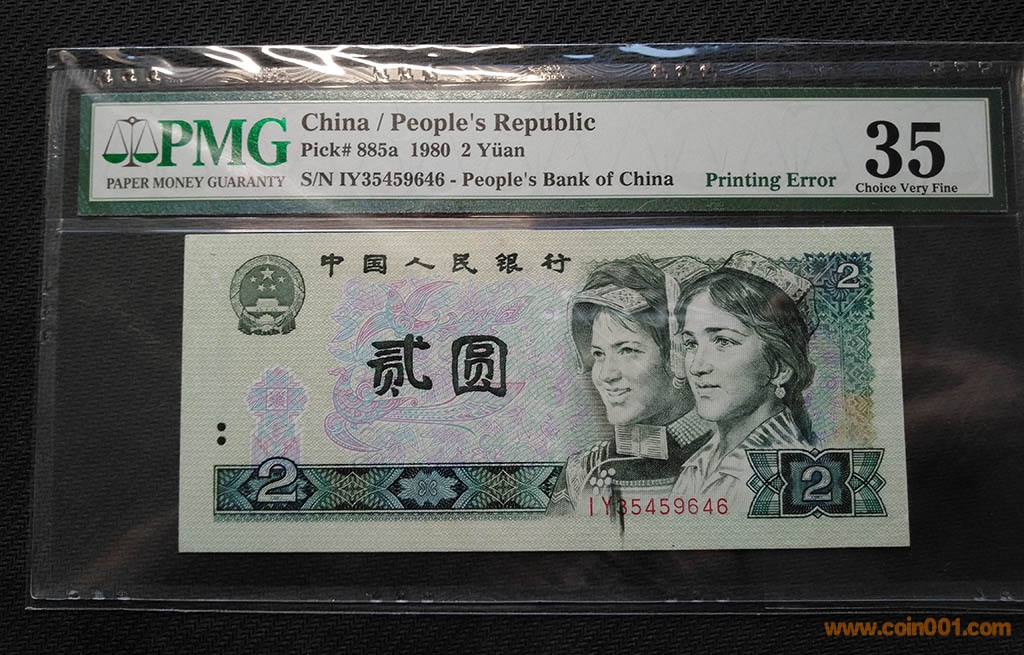 PMG
PAPER MONEY GUARANTY
China / People's Republic
Pick# 885a 1980 2 Yüan
S/N IY35459646 - People's Bank of China
Printing Error
35
Choice Very Fine
中国人民银行
2
贰圆
2
2
IY35459646
www.coin001.com